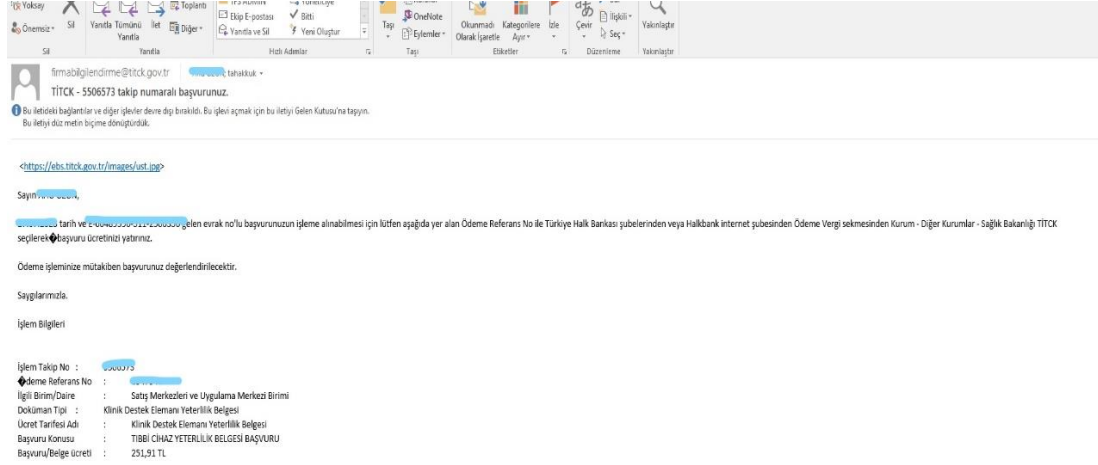 Yoksay
Önemsiz
Sil
Yanıtla Tümünü İlet
Yanıtla
Toplantı
Diğer
Ekip E-postası
Yanıtla ve Sil
Bitti
Yeni Oluştur
Taşı
OneNote
Eylemler
Okunmadı Kategorilere İzle
Olarak İşaretle Ayır
Çevir
İlişkili
Seç
Yakınlaştır
Sil Yanıtla Hızlı Adımlar Taşı Etiketler Düzenleme Yakınlaştır
firmabilgilendirme@titck.gov.tr tahakkuk
TİTCK - 5506573 takip numaralı başvurunuz.
Bu iletideki bağlantılar ve diğer işlevler devre dışı bırakıldı. Bu işlevi açmak için bu iletiyi Gelen Kutusu'na taşıyın.
Bu iletiyi düz metin biçime dönüştürdük.
<https://ebs.titck.gov.tr/images/ust.jpg>
Sayın
tarih ve gelen evrak no'lu başvurunuzun işleme alınabilmesi için lütfen aşağıda yer alan Ödeme Referans No ile Türkiye Halk Bankası şubelerinden veya Halkbank internet şubesinden Ödeme Vergi sekmesinden Kurum - Diğer Kurumlar - Sağlık Bakanlığı TİTCK
seçilerek�başvuru ücretinizi yatırınız.
Ödeme işleminize mütakiben başvurunuz değerlendirilecektir.
Saygılarımızla.
İşlem Bilgileri
İşlem Takip No :
�deme Referans No :
İlgili Birim/Daire : Satış Merkezleri ve Uygulama Merkezi Birimi
Doküman Tipi : Klinik Destek Elemanı Yeterlilik Belgesi
Ücret Tarifesi Adı : Klinik Destek Elemanı Yeterlilik Belgesi
Başvuru Konusu : TIBBİ CİHAZ YETERLİLİK BELGESİ BAŞVURU
Başvuru/Belge ücreti : 251,91 TL